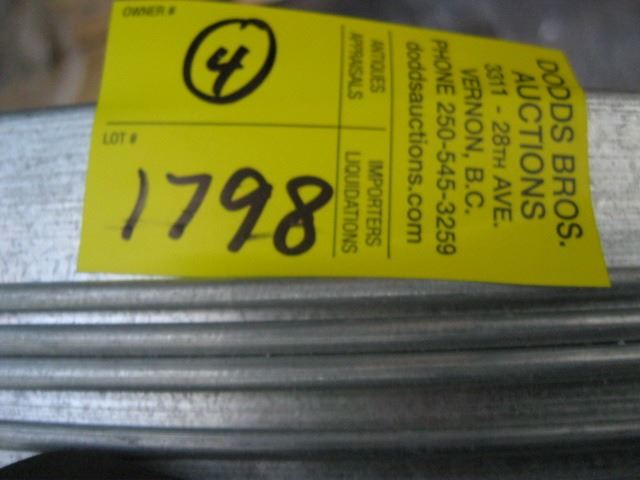 OWNER #
4
LOT #
1798
ANTIQUES
APPRAISALS
IMPORTERS
LIQUIDATIONS
DODDS BROS.
AUCTIONS
3311 - 28TH AVE.
VERNON, B.C.
PHONE 250-545-3259
doddsauctions.com